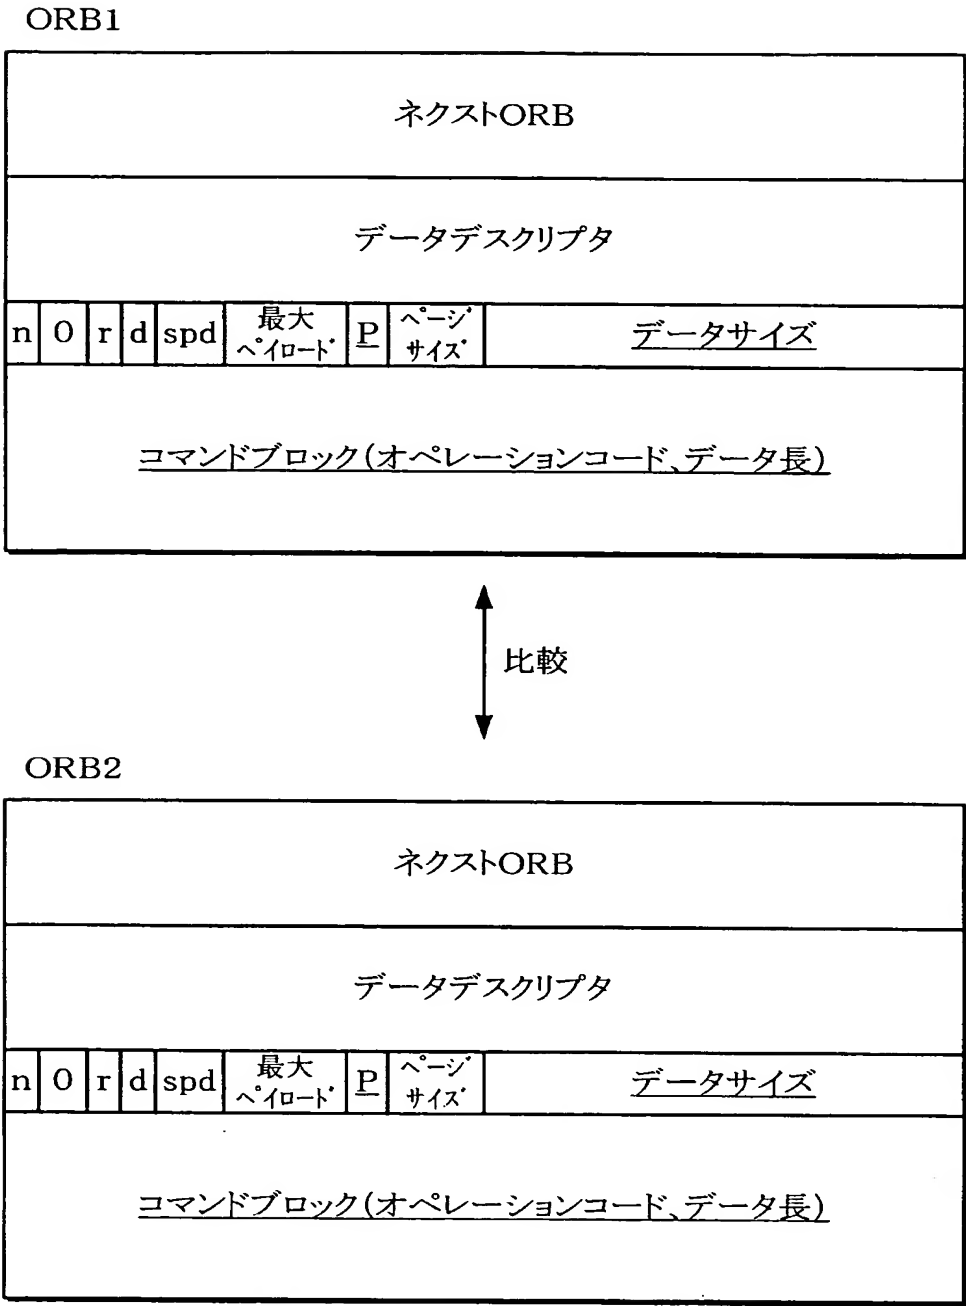 ORB1
ネクストORB
データデスクリプタ
n 0 r d spd 最大 ペイロード P ページ サイズ データサイズ
コマンドブロック(オペレーションコード、データ長)
比較
ORB2
ネクストORB
データデスクリプタ
n 0 r d spd 最大 ペイロード P ページ サイズ データサイズ
コマンドブロック(オペレーションコード、データ長)